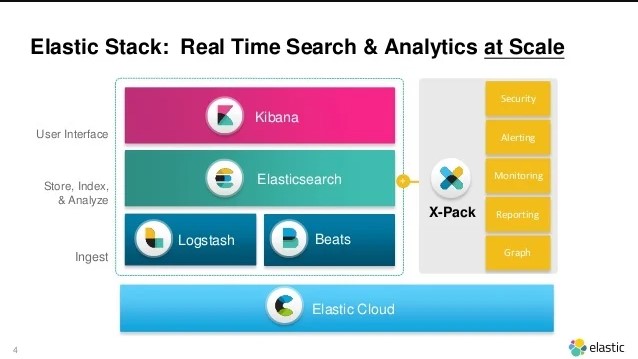 Elastic Stack: Real Time Search & Analytics at Scale
User Interface
Kibana
Store, Index,
& Analyze
Elasticsearch
Ingest
Logstash
Beats
+
X-Pack
Security
Alerting
Monitoring
Reporting
Graph
Elastic Cloud
4
elastic